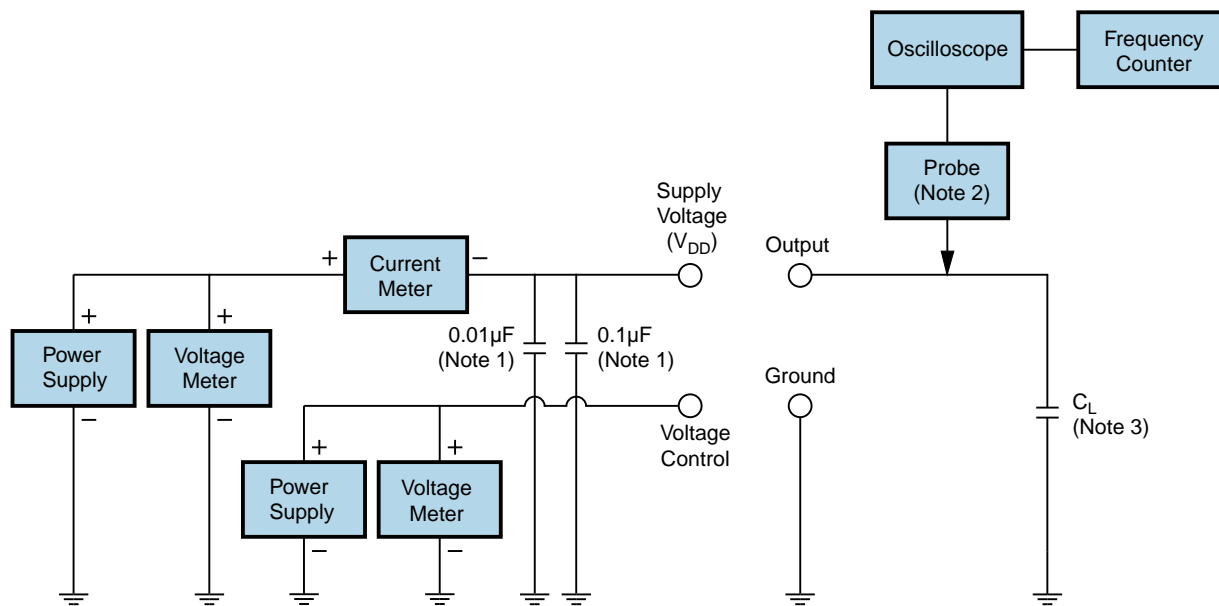 Oscilloscope
Frequency
Counter
Probe
(Note 2)
Supply
Voltage
(VDD)
Output
+
Current
Meter
−
+
Power
Supply
−
+
Voltage
Meter
−
0.01µF
(Note 1)
0.1µF
(Note 1)
Ground
Voltage
Control
+
Power
Supply
−
+
Voltage
Meter
−
CL
(Note 3)